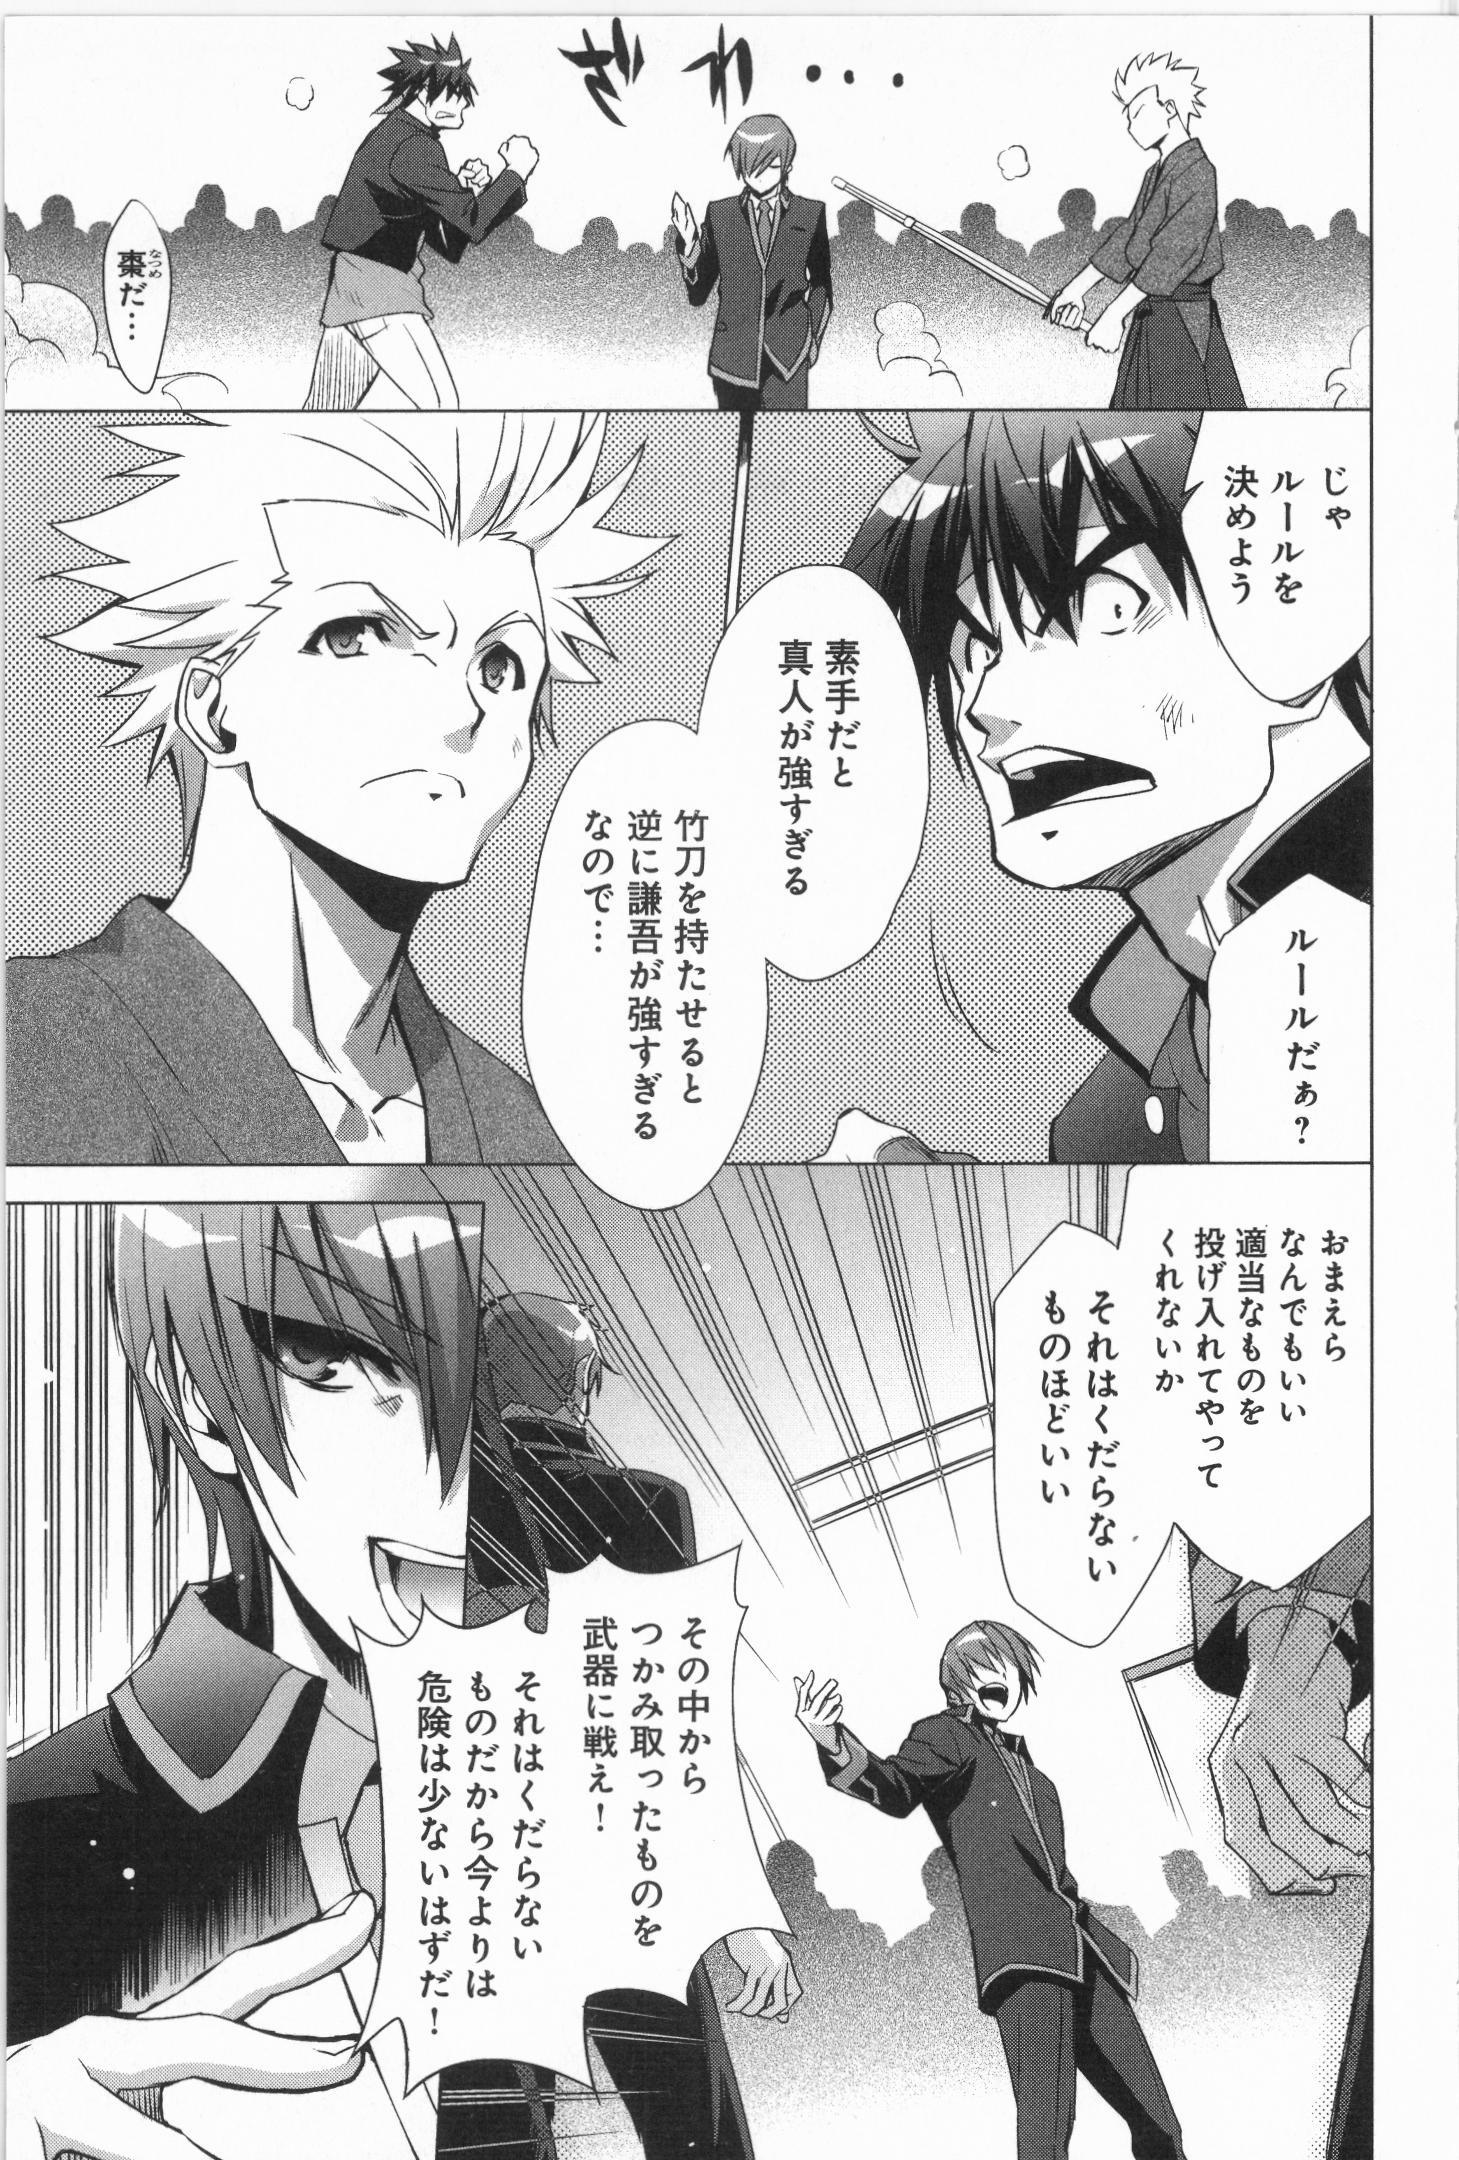 ざわ・・・
棗だ…
なつめ
じゃ
ルールを
決めよう
ルールだぁ?
素手だと
真人が強すぎる
竹刀を持たせると
逆に謙吾が強すぎる
なので…
おまえら
なんでもいい
適当なものを
投げ入れてやって
くれないか
それはくだらない
ものほどいい
その中から
つかみ取ったものを
武器に戦え!
それはくだらない
ものだから今よりは
危険は少ないはずだ!